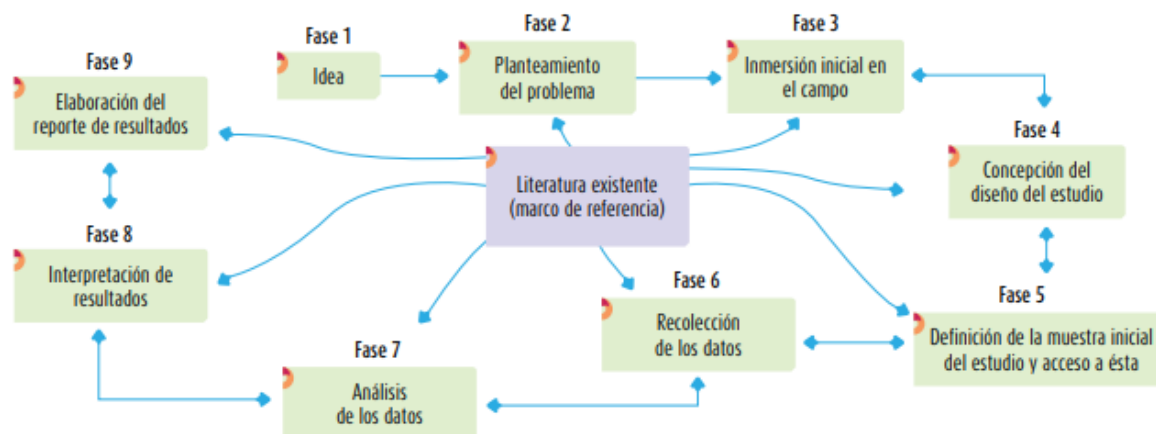 Fase 1
Idea
Fase 2
Planteamiento
del problema
Fase 3
Inmersión inicial en
el campo
Fase 4
Concepción del
diseño del estudio
Fase 5
Definición de la muestra inicial
del estudio y acceso a ésta
Fase 6
Recolección
de los datos
Fase 7
Análisis
de los datos
Fase 8
Interpretación de
resultados
Fase 9
Elaboración del
reporte de resultados
Literatura existente
(marco de referencia)